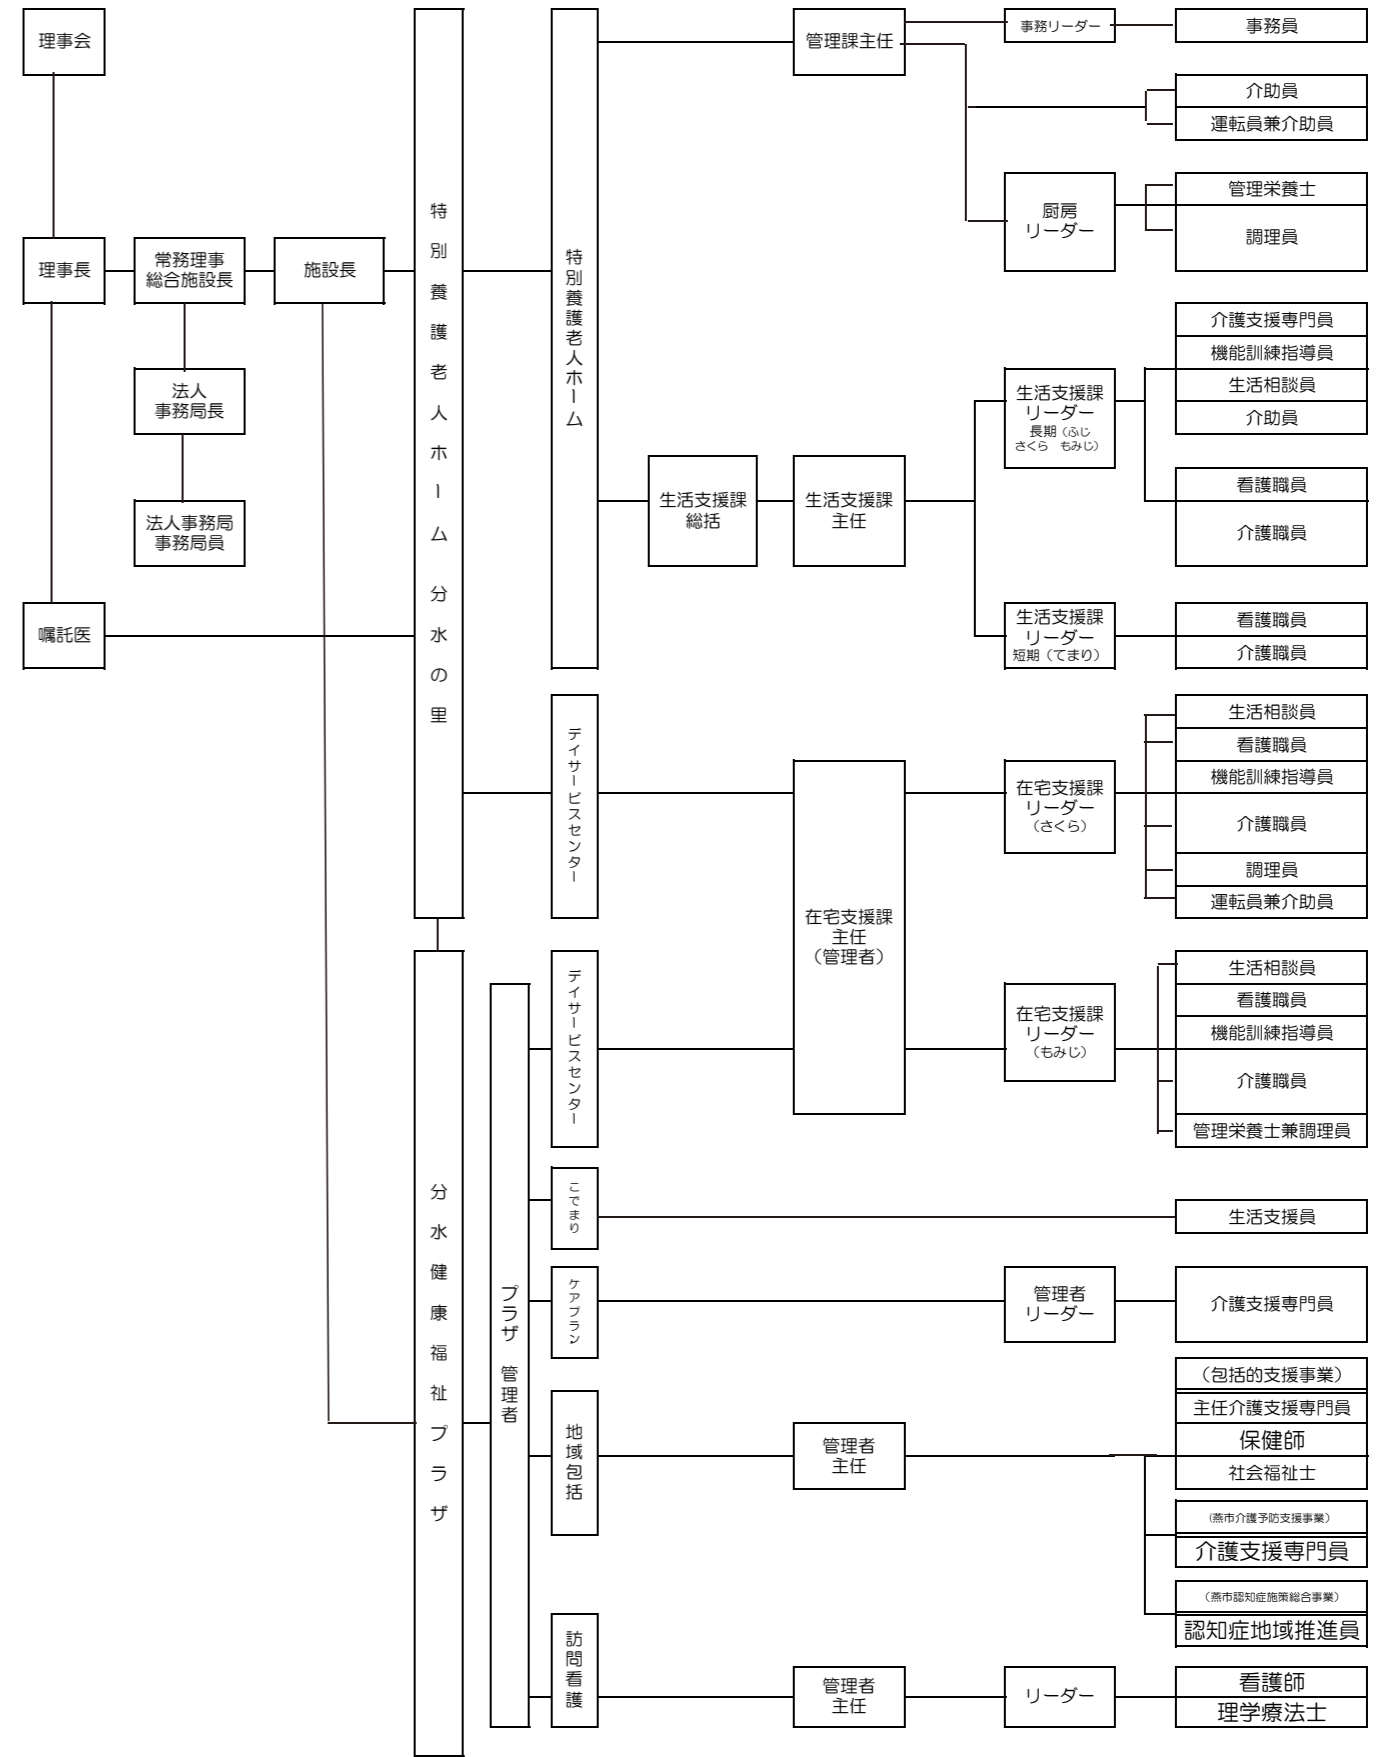 理事会
理事長
常務理事
総合施設長
施設長
法人
事務局長
法人事務局
事務局員
嘱託医
特別養護老人ホーム 分水の里
特別養護老人ホーム
管理課主任
事務リーダー
事務員
介助員
運転員兼介助員
厨房
リーダー
管理栄養士
調理員
生活支援課
総括
生活支援課
主任
生活支援課
リーダー
長期（ふじ
さくら もみじ）
介護支援専門員
機能訓練指導員
生活相談員
介助員
看護職員
介護職員
生活支援課
リーダー
短期（てまり）
看護職員
介護職員
デイサービスセンター
在宅支援課
主任
（管理者）
在宅支援課
リーダー
（さくら）
生活相談員
看護職員
機能訓練指導員
介護職員
調理員
運転員兼介助員
分水健康福祉プラザ
プラザ 管理者
デイサービスセンター
在宅支援課
リーダー
（もみじ）
生活相談員
看護職員
機能訓練指導員
介護職員
管理栄養士兼調理員
こでまり
生活支援員
ケアプラン
管理者
リーダー
介護支援専門員
地域包括
管理者
主任
（包括的支援事業）
主任介護支援専門員
保健師
社会福祉士
（燕市介護予防支援事業）
介護支援専門員
（燕市認知症施策総合事業）
認知症地域推進員
訪問看護
管理者
主任
リーダー
看護師
理学療法士